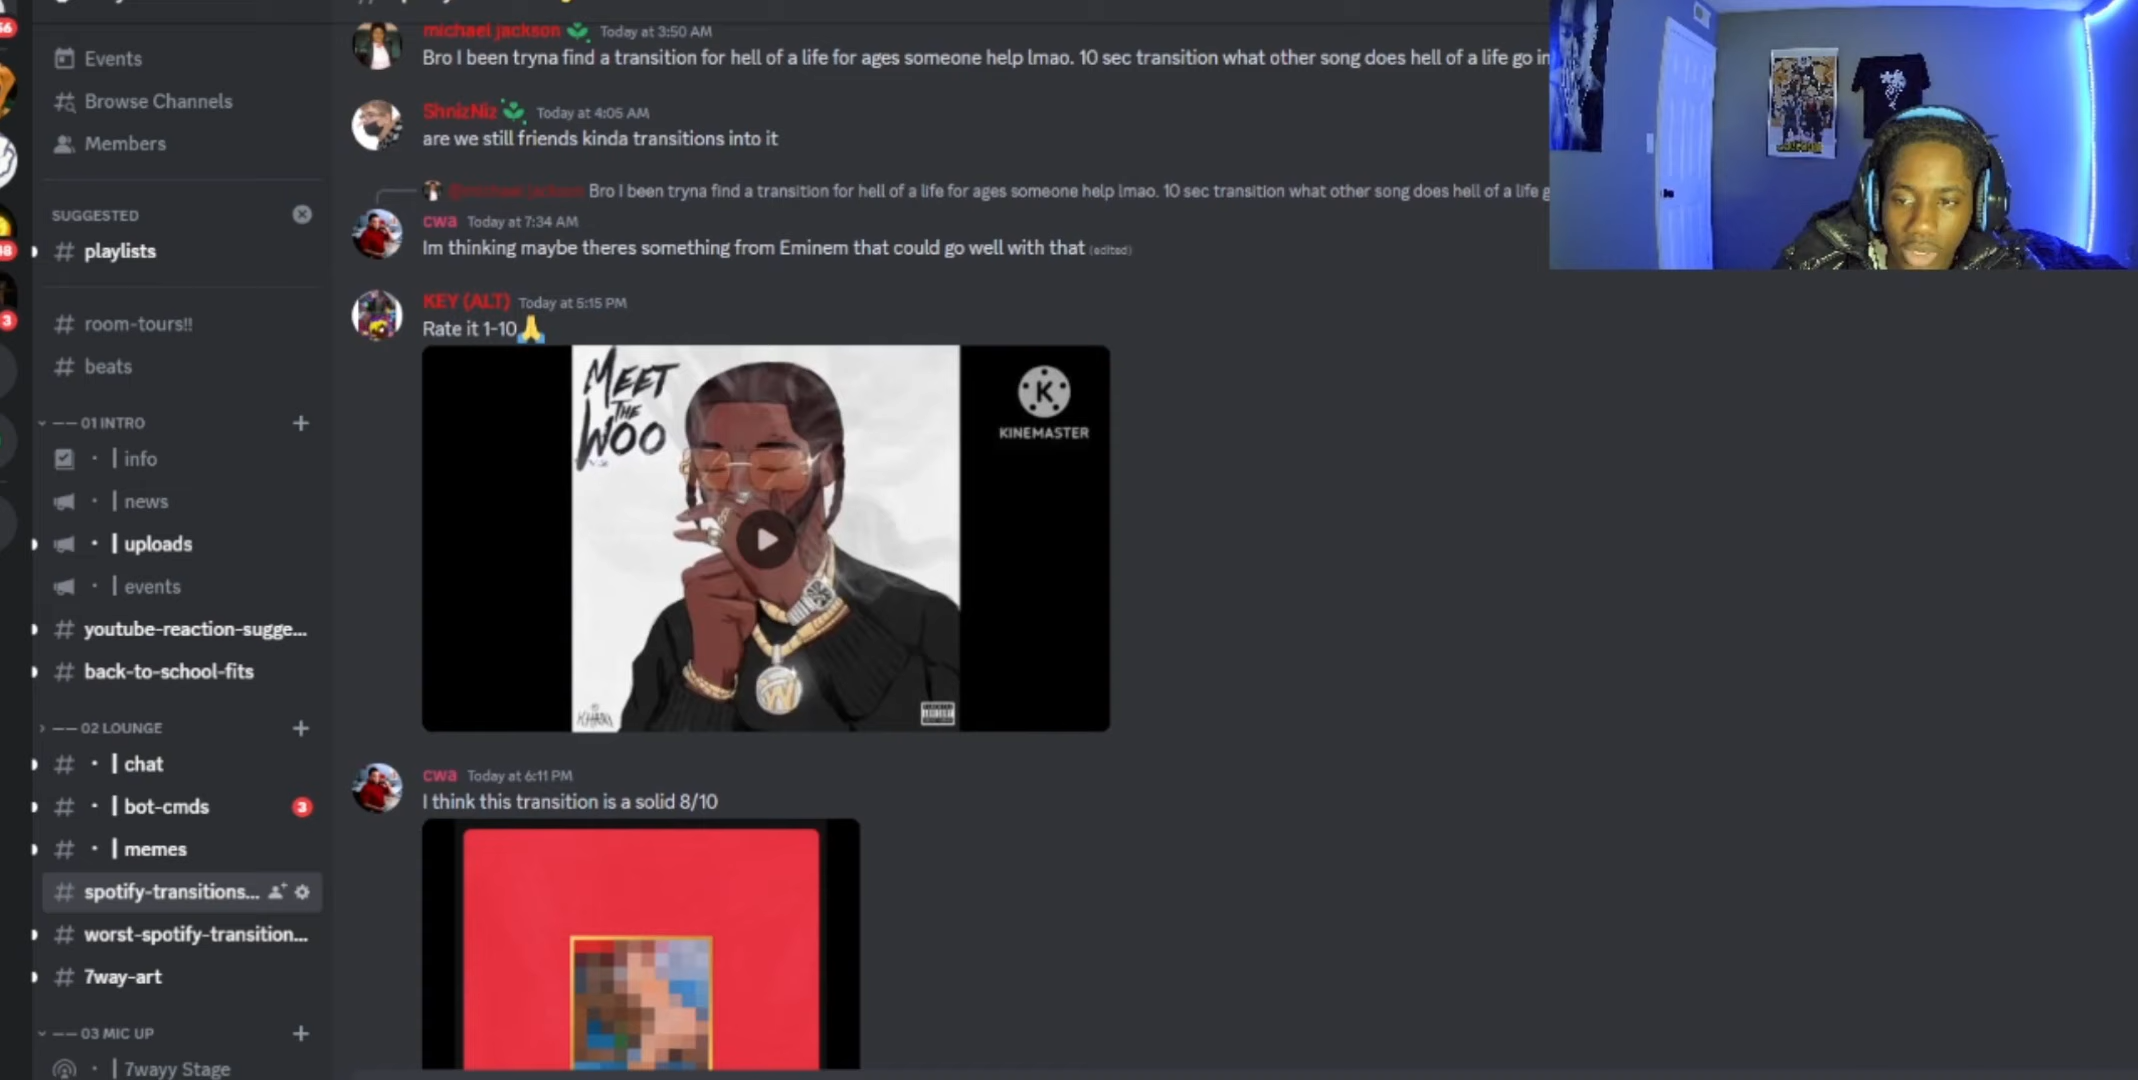 Events
Browse Channels
Members
SUGGESTED
playlists
room-tours!!
beats
01 INTRO
info
news
uploads
events
youtube-reaction-sugge...
back-to-school-fits
02 LOUNGE
chat
bot-cmds 3
memes
spotify-transitions...
worst-spotify-transition...
7way-art
03 MIC UP
7wayy Stage
3
michael jackson Today at 3:50 AM
Bro I been tryna find a transition for hell of a life for ages someone help lmao. 10 sec transition what other song does hell of a life go in
ShnizNiz Today at 4:05 AM
are we still friends kinda transitions into it
@michael jackson Bro I been tryna find a transition for hell of a life for ages someone help lmao. 10 sec transition what other song does hell of a life g
cwa Today at 7:34 AM
Im thinking maybe theres something from Eminem that could go well with that (edited)
KEY (ALT) Today at 5:15 PM
Rate it 1-10🙏
MEET
THE
WOO
K
KINEMASTER
W
cwa Today at 6:11 PM
I think this transition is a solid 8/10